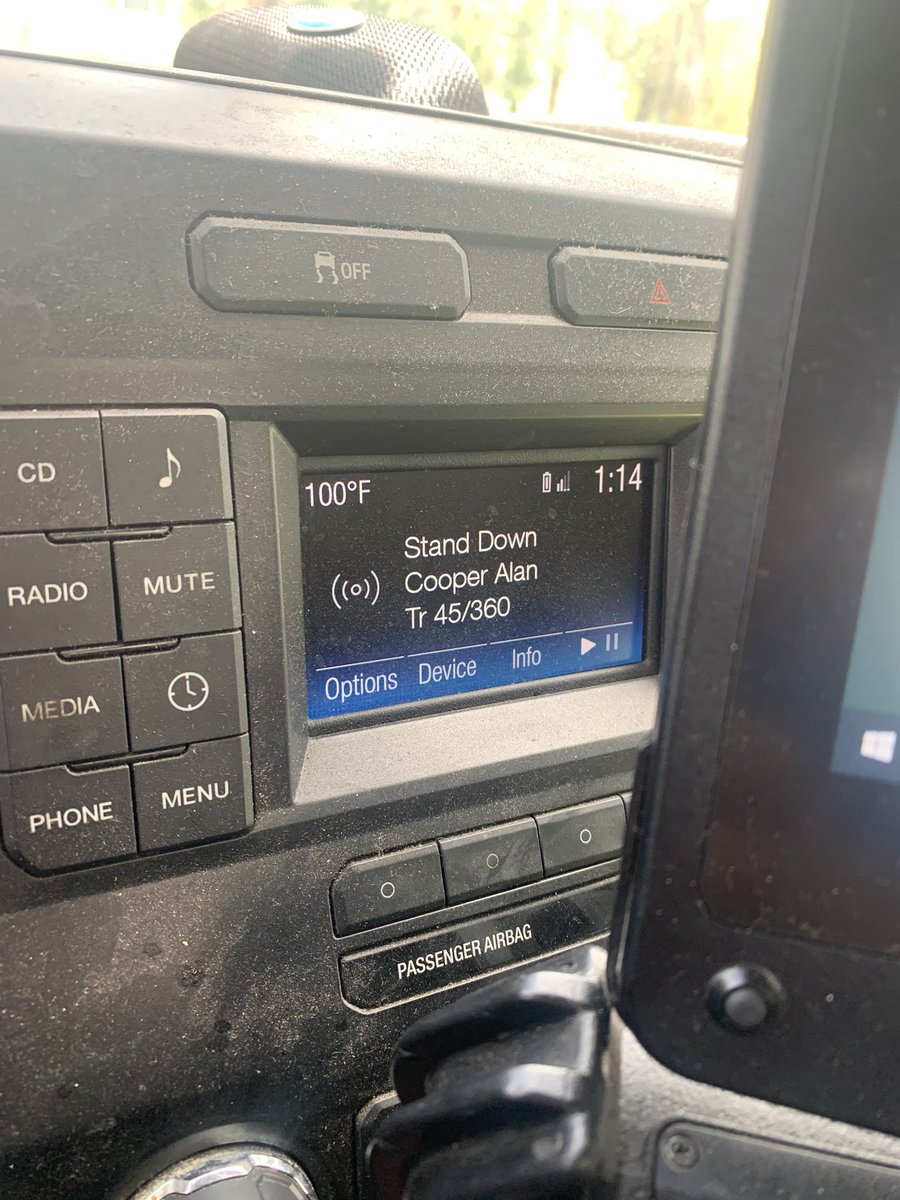 OFF
CD
RADIO
MUTE
MEDIA
PHONE
MENU
100°F 1:14
Stand Down
Cooper Alan
Tr 45/360
Options Device Info
PASSENGER AIRBAG